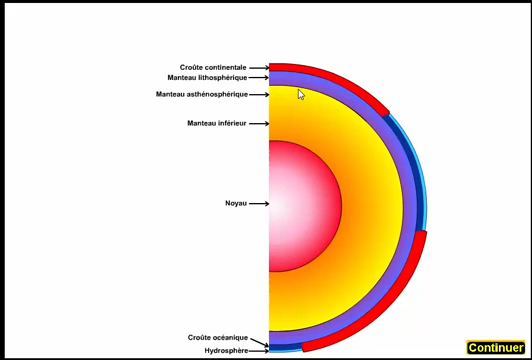 Croûte continentale
Manteau lithosphérique
Manteau asthénosphérique
Manteau inférieur
Noyau
Croûte océanique
Hydrosphère
Continuer